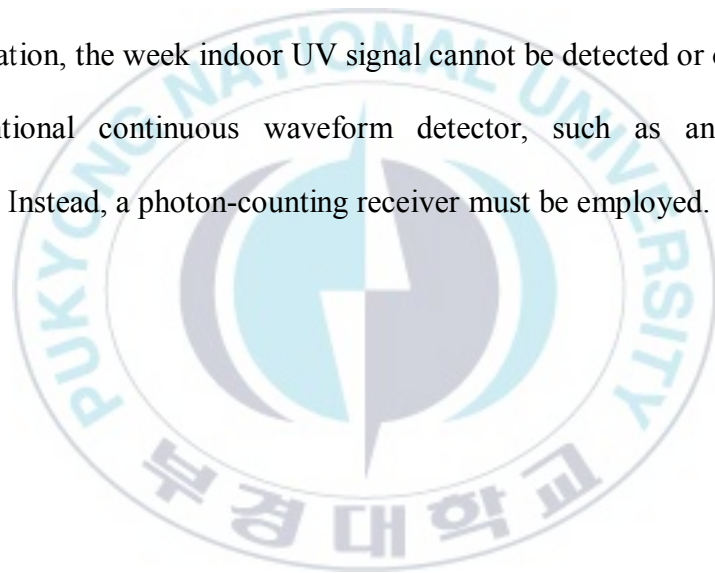 ation, the week indoor UV signal cannot be detected or
ntional continuous waveform detector, such as an
Instead, a photon-counting receiver must be employed.
PUKYONG NATIONAL UNIVERSITY
부경대학교